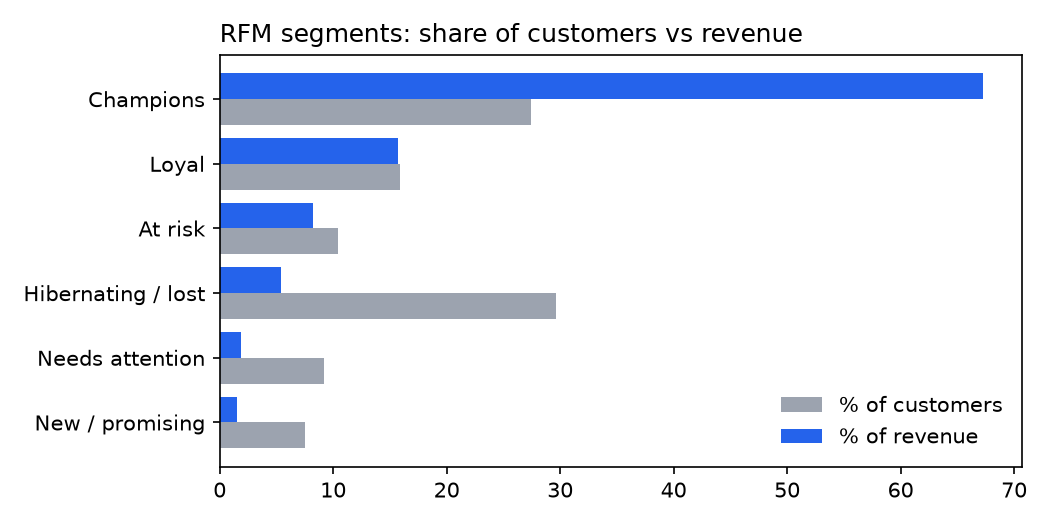 RFM segments: share of customers vs revenue
Champions
Loyal
At risk
Hibernating / lost
Needs attention
New / promising
% of customers
% of revenue
0 10 20 30 40 50 60 70